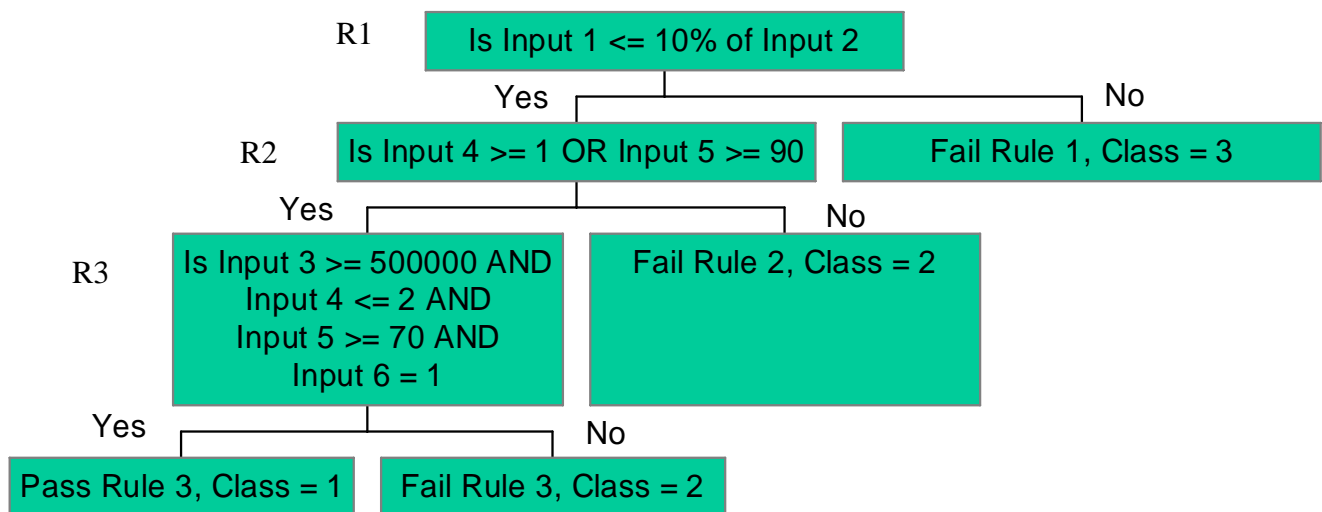 R1
Is Input 1 <= 10% of Input 2
Yes
No
R2
Is Input 4 >= 1 OR Input 5 >= 90
Fail Rule 1, Class = 3
Yes
No
R3
Is Input 3 >= 500000 AND
Input 4 <= 2 AND
Input 5 >= 70 AND
Input 6 = 1
Fail Rule 2, Class = 2
Yes
No
Pass Rule 3, Class = 1
Fail Rule 3, Class = 2